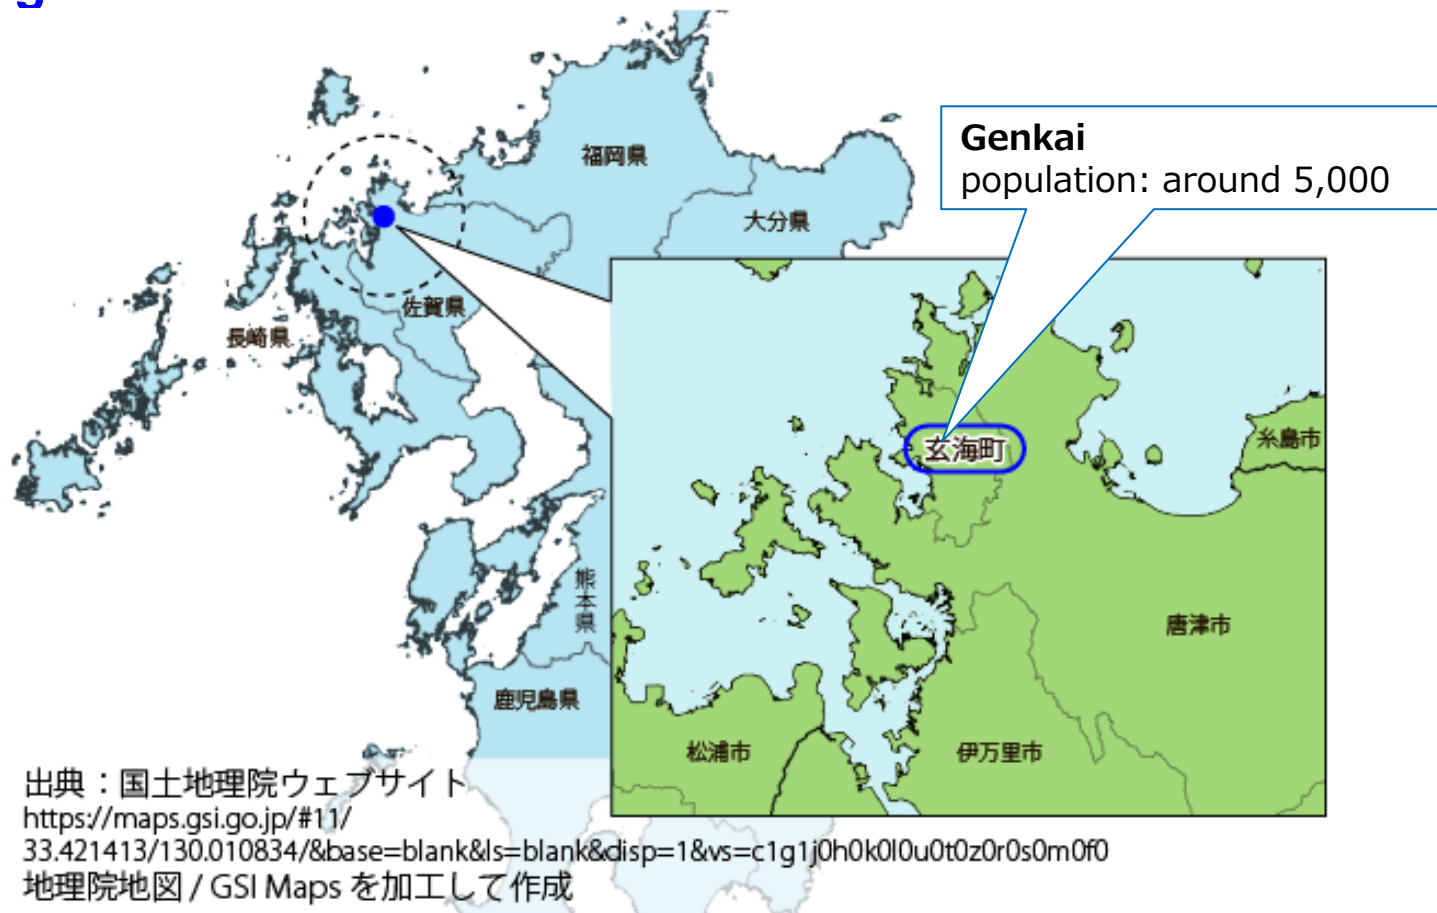 g
Genkai
population: around 5,000
福岡県
大分県
佐賀県
長崎県
熊本県
鹿児島県
玄海町
糸島市
唐津市
松浦市
伊万里市
出典：国土地理院ウェブサイト
https://maps.gsi.go.jp/#11/
33.421413/130.010834/&base=blank&ls=blank&disp=1&vs=c1g1j0h0k0l0u0t0z0r0s0m0f0
地理院地図 / GSI Maps を加工して作成